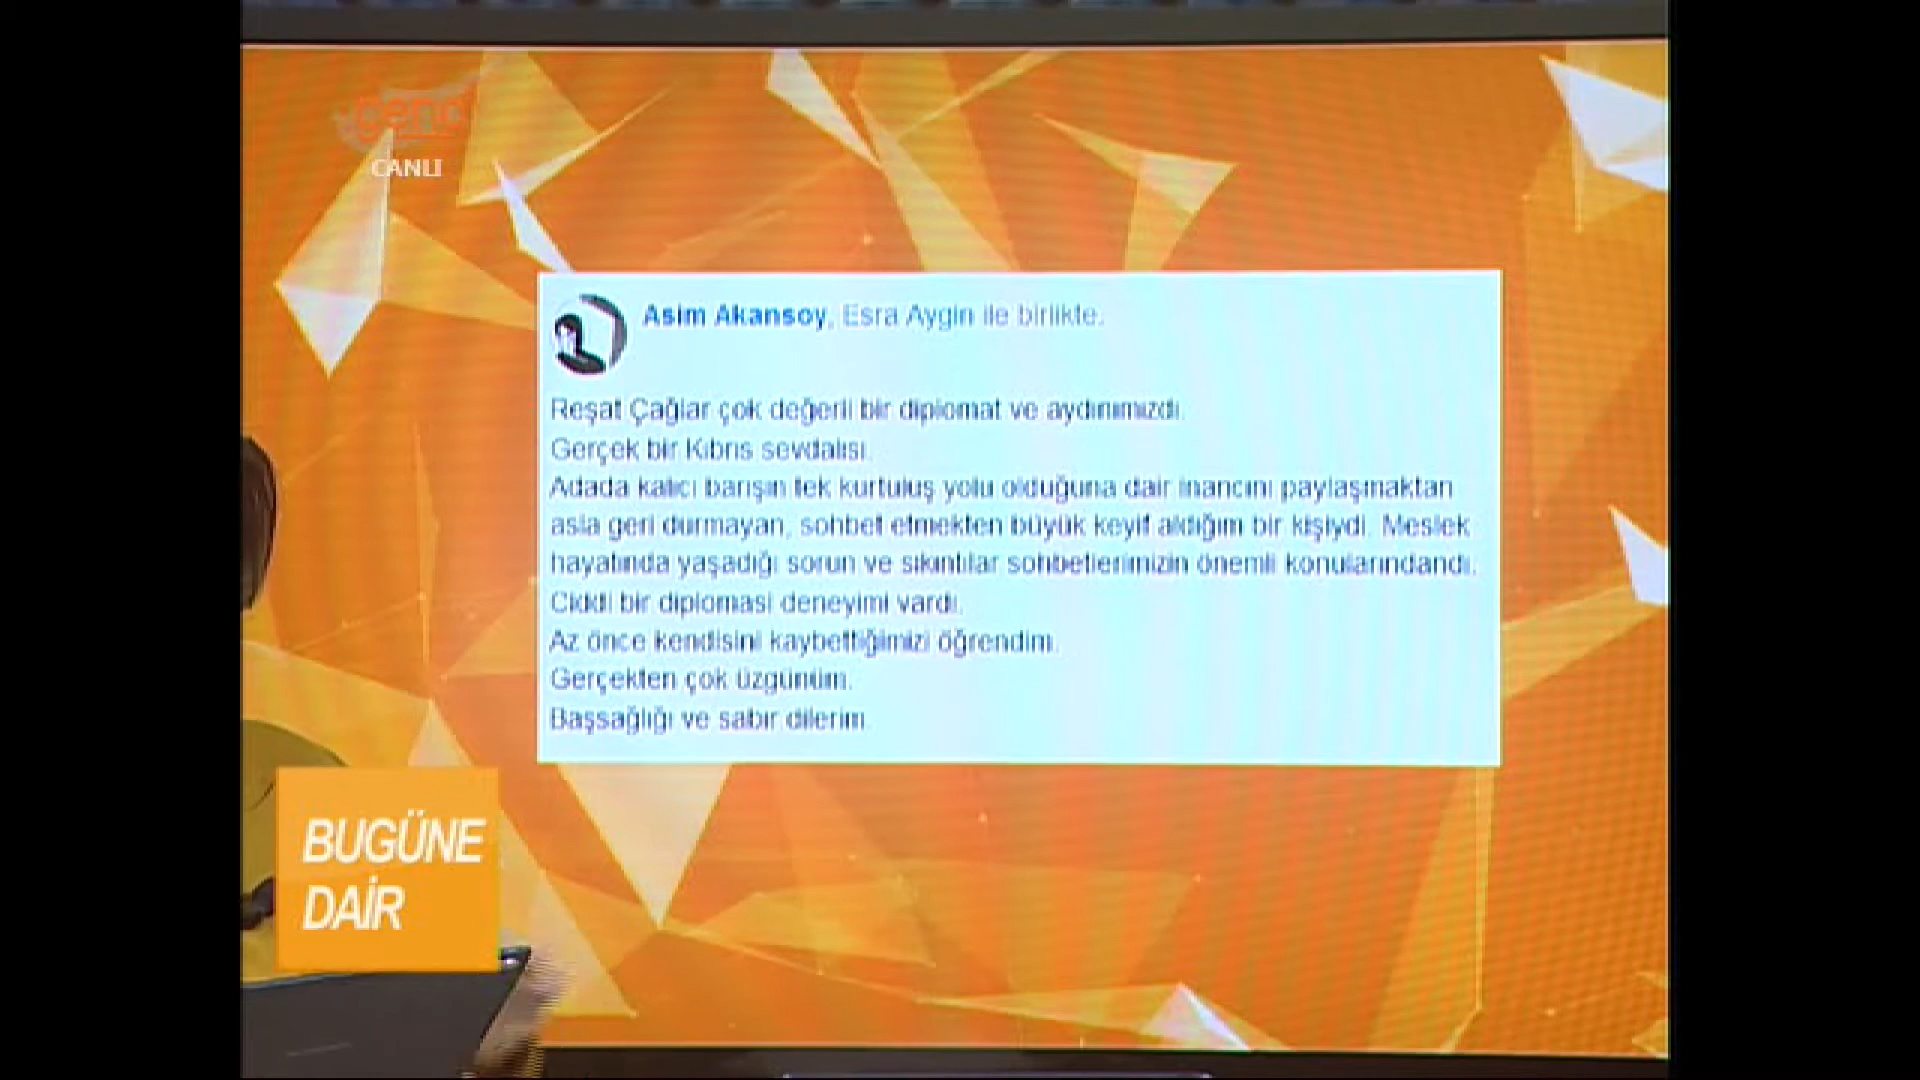 genç
CANLI
Asim Akansoy, Esra Aygin ile birlikte.
Reşat Çağlar çok değerli bir diplomat ve aydınımızdı.
Gerçek bir Kıbrıs sevdalısı.
Adada kalıcı barışın tek kurtuluş yolu olduğuna dair inancını paylaşmaktan
asla geri durmayan, sohbet etmekten büyük keyif aldığım bir kişiydi. Meslek
hayatında yaşadığı sorun ve sıkıntılar sohbetlerimizin önemli konularındandı.
Ciddi bir diplomasi deneyimi vardı.
Az önce kendisini kaybettiğimizi öğrendim.
Gerçekten çok üzgünüm.
Başsağlığı ve sabır dilerim.
BUGÜNE
DAİR